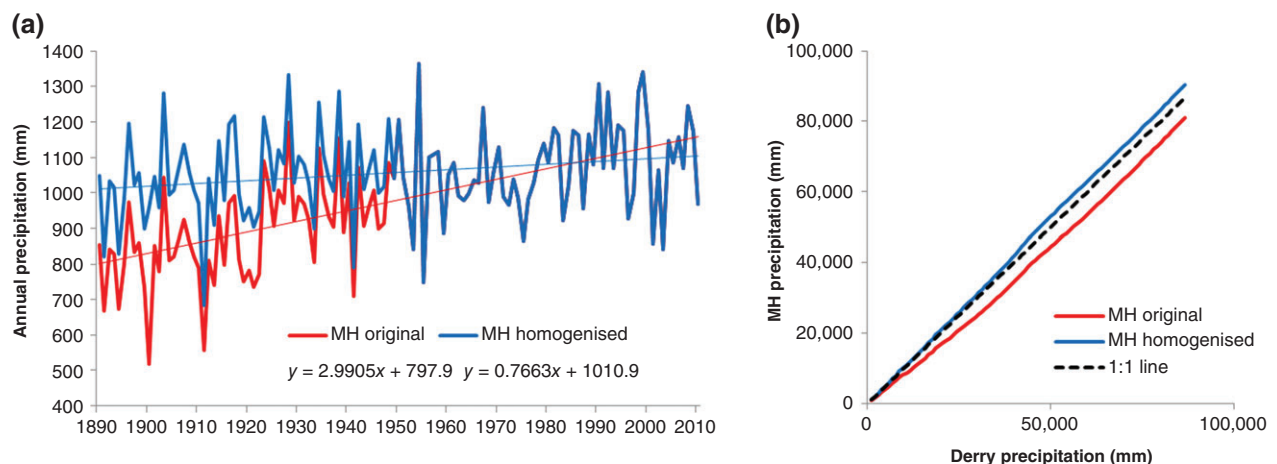 (a)
Annual precipitation (mm)
1400
1300
1200
1100
1000
900
800
700
600
500
400
MH original MH homogenised
y = 2.9905x + 797.9 y = 0.7663x + 1010.9
1890 1900 1910 1920 1930 1940 1950 1960 1970 1980 1990 2000 2010
(b)
MH precipitation (mm)
100,000
80,000
60,000
40,000
20,000
0
MH original
MH homogenised
1:1 line
0 50,000 100,000
Derry precipitation (mm)